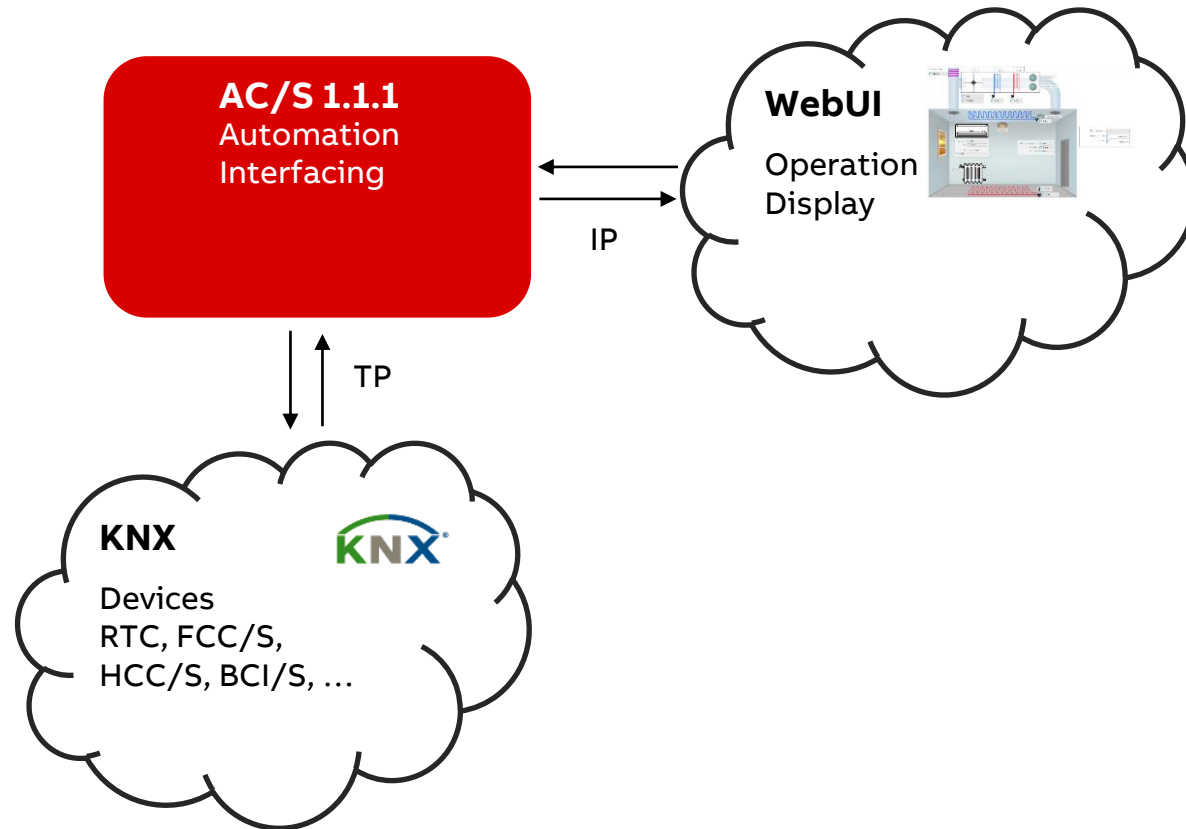 AC/S 1.1.1
Automation
Interfacing
WebUI
Operation
Display
IP
TP
KNX
KNX®
Devices
RTC, FCC/S,
HCC/S, BCI/S, …